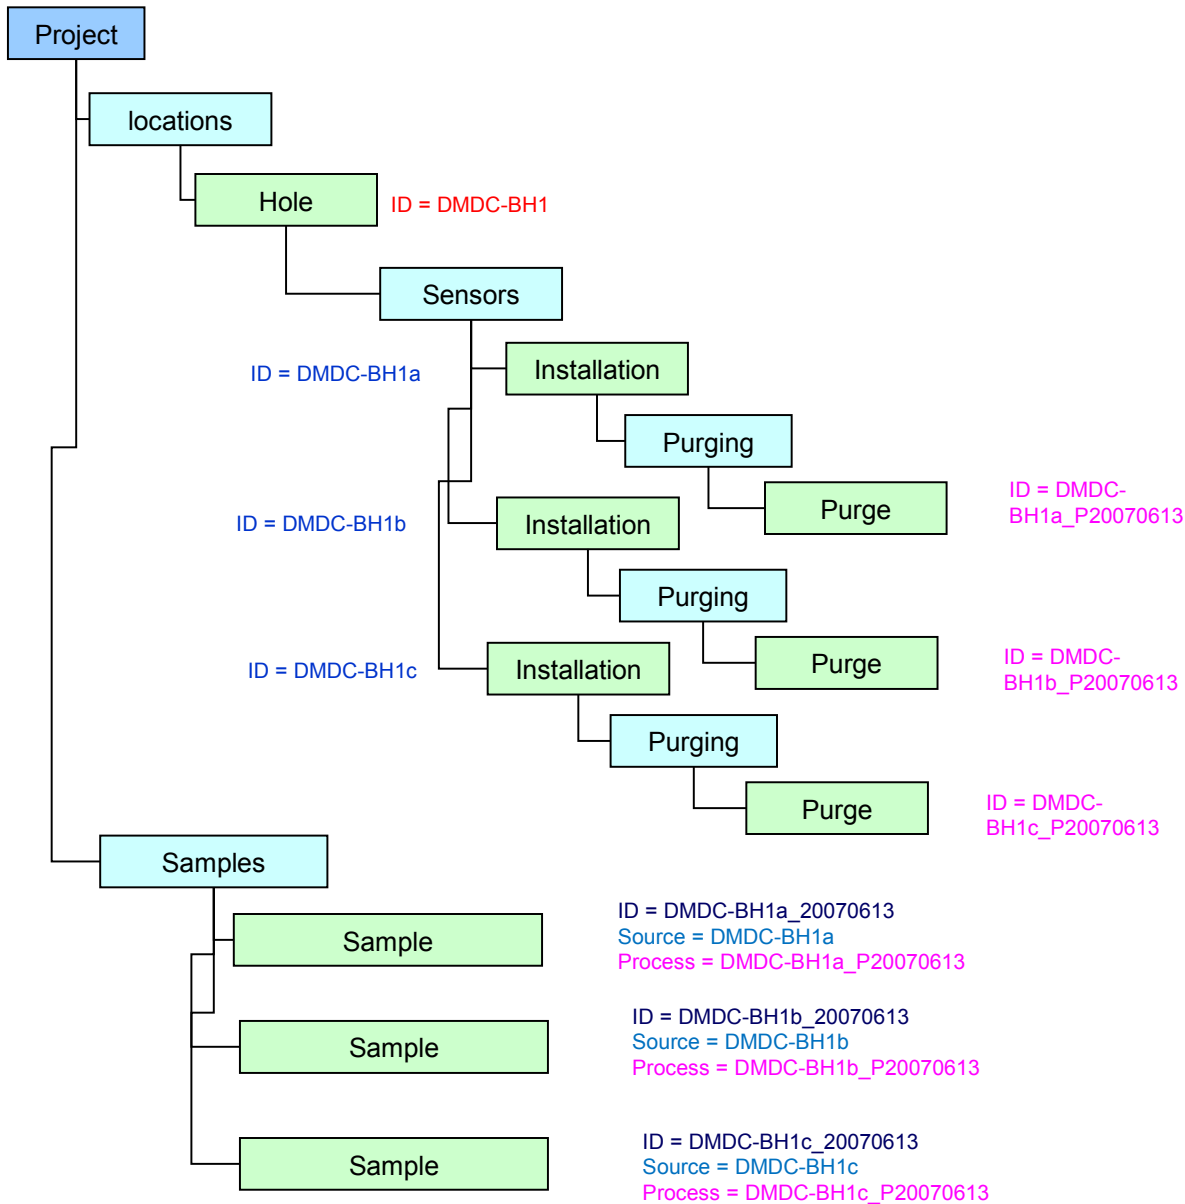 Project
locations
Hole
ID = DMDC-BH1
Sensors
Installation
ID = DMDC-BH1a
Purging
Purge
ID = DMDC-
BH1a_P20070613
ID = DMDC-BH1b
Installation
Purging
Purge
ID = DMDC-
BH1b_P20070613
ID = DMDC-BH1c
Installation
Purging
Purge
ID = DMDC-
BH1c_P20070613
Samples
Sample
ID = DMDC-BH1a_20070613
Source = DMDC-BH1a
Process = DMDC-BH1a_P20070613
Sample
ID = DMDC-BH1b_20070613
Source = DMDC-BH1b
Process = DMDC-BH1b_P20070613
Sample
ID = DMDC-BH1c_20070613
Source = DMDC-BH1c
Process = DMDC-BH1c_P20070613